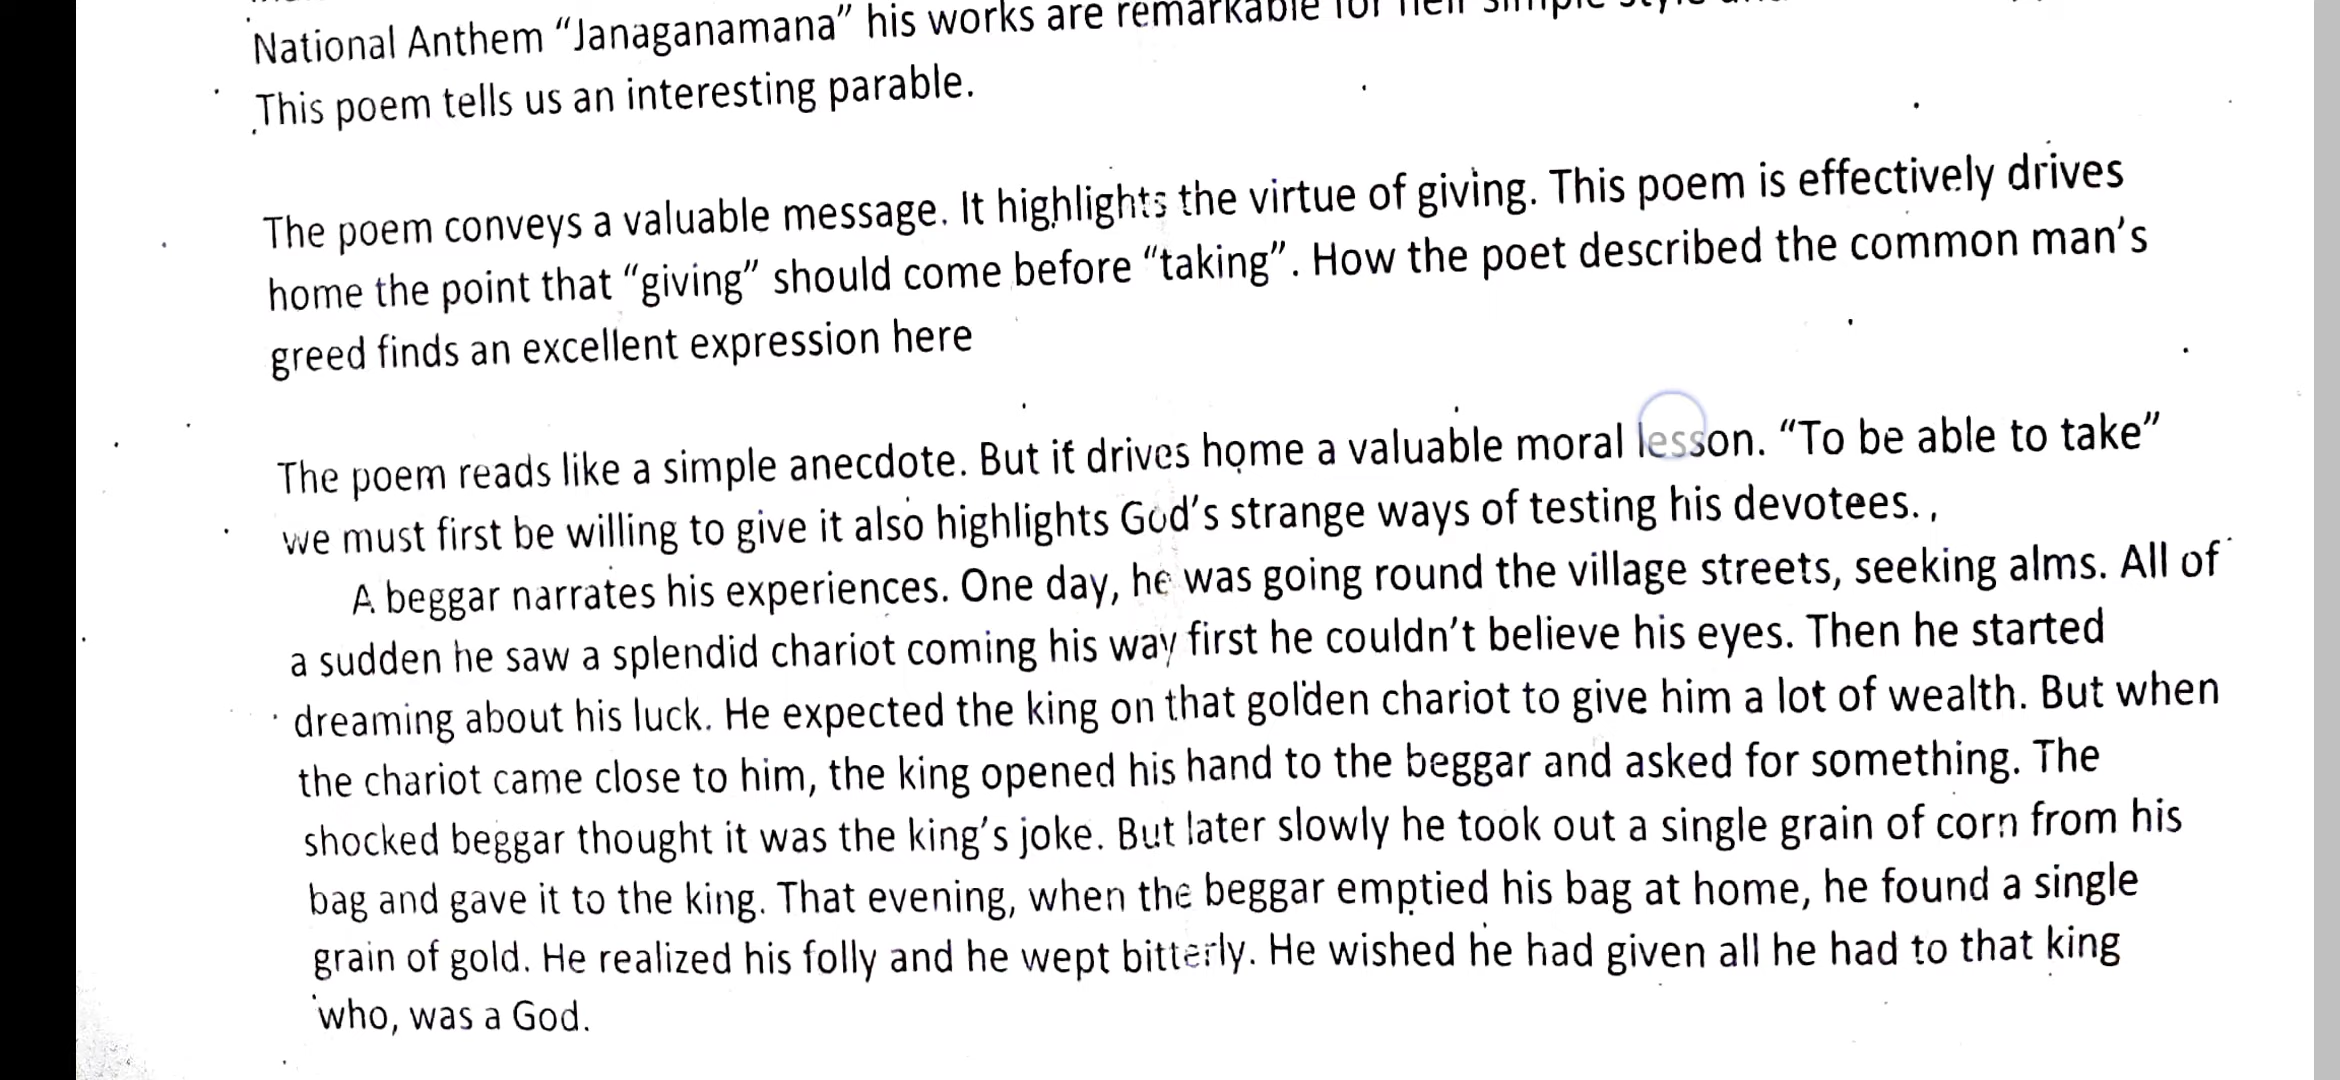 National Anthem “Janaganamana” his works are remarkable for
This poem tells us an interesting parable.
The poem conveys a valuable message. It highlights the virtue of giving. This poem is effectively drives
home the point that “giving” should come before “taking”. How the poet described the common man’s
greed finds an excellent expression here
The poem reads like a simple anecdote. But it drives home a valuable moral lesson. “To be able to take”
we must first be willing to give it also highlights God’s strange ways of testing his devotees. ,
A beggar narrates his experiences. One day, he was going round the village streets, seeking alms. All of
a sudden he saw a splendid chariot coming his way first he couldn’t believe his eyes. Then he started
dreaming about his luck. He expected the king on that golden chariot to give him a lot of wealth. But when
the chariot came close to him, the king opened his hand to the beggar and asked for something. The
shocked beggar thought it was the king’s joke. But later slowly he took out a single grain of corn from his
bag and gave it to the king. That evening, when the beggar emptied his bag at home, he found a single
grain of gold. He realized his folly and he wept bitterly. He wished he had given all he had to that king
who, was a God.